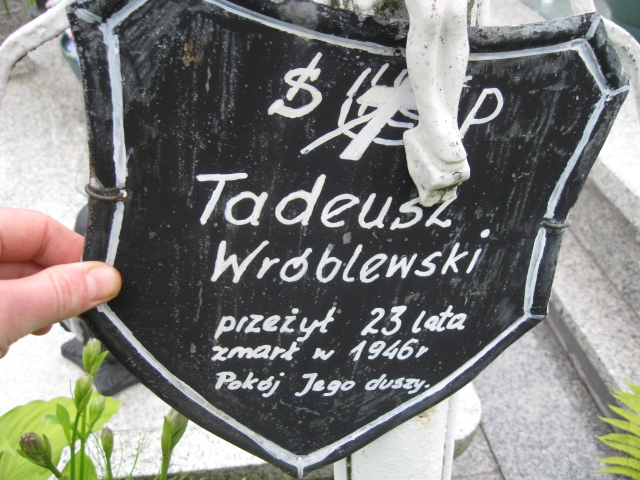 Ś P
Tadeusz
Wróblewski
przeżył 23 lata
zmarł w 1946r
Pokój Jego duszy.